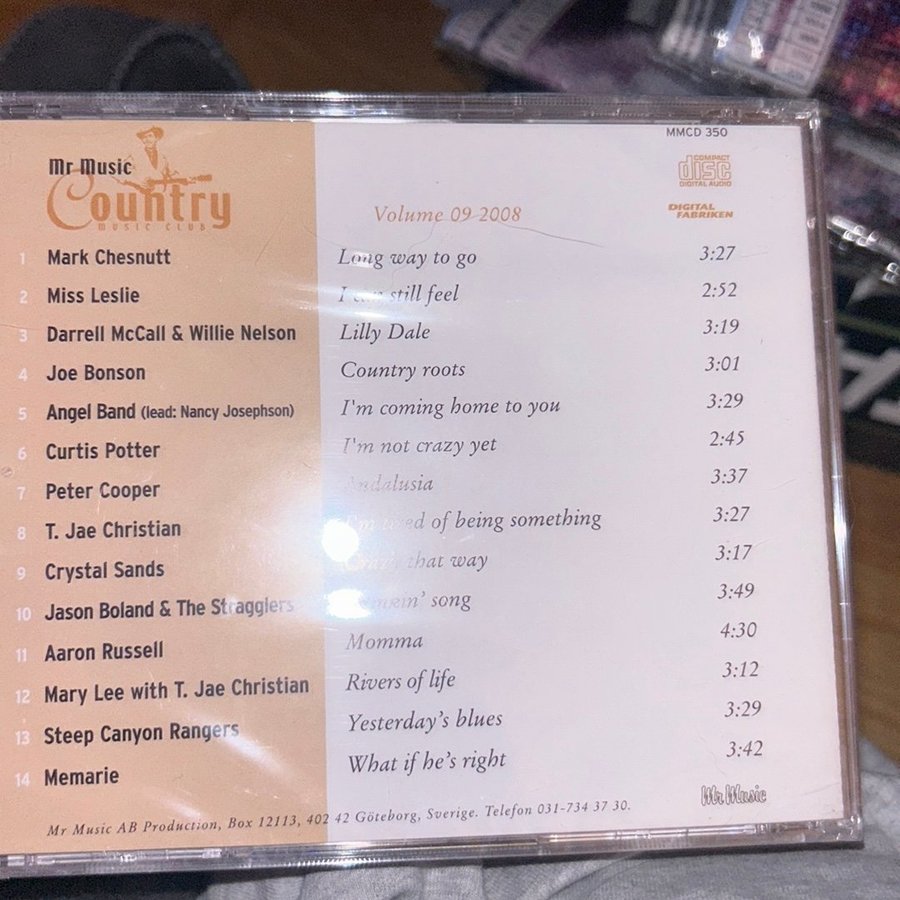 MMCD 350
Mr Music
Country
MUSIC CLUB
COMPACT
disc
DIGITAL AUDIO
DIGITAL
FABRIKEN
Volume 09 2008
1 Mark Chesnutt Long way to go 3:27
2 Miss Leslie I can still feel 2:52
3 Darrell McCall & Willie Nelson Lilly Dale 3:19
4 Joe Bonson Country roots 3:01
5 Angel Band (lead: Nancy Josephson) I'm coming home to you 3:29
6 Curtis Potter I'm not crazy yet 2:45
7 Peter Cooper Andalusia 3:37
8 T. Jae Christian I'm tired of being something 3:27
9 Crystal Sands Crazy that way 3:17
10 Jason Boland & The Stragglers song 3:49
11 Aaron Russell Momma 4:30
12 Mary Lee with T. Jae Christian Rivers of life 3:12
13 Steep Canyon Rangers Yesterday's blues 3:29
14 Memarie What if he's right 3:42
Mr Music
Mr Music AB Production, Box 12113, 402 42 Göteborg, Sverige. Telefon 031-734 37 30.